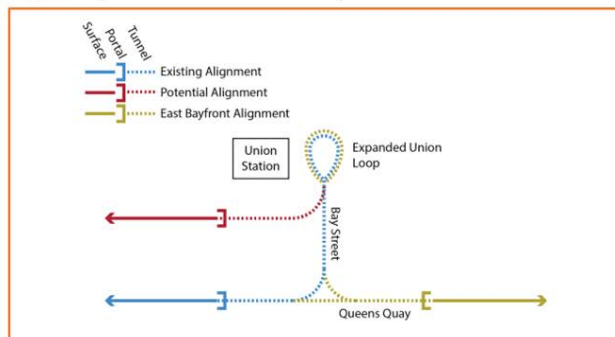 Surface
Portal
Tunnel
Existing Alignment
Potential Alignment
East Bayfront Alignment
Union
Station
Expanded Union
Loop
Bay Street
Queens Quay